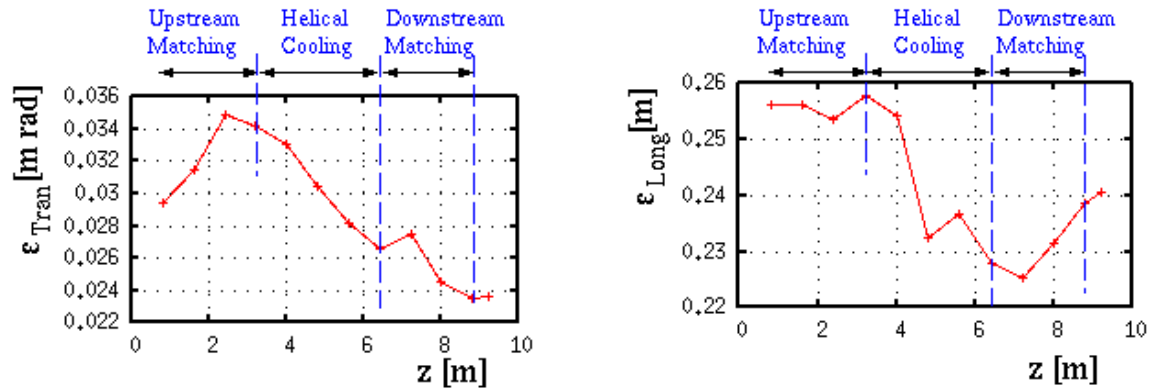 Upstream Helical Downstream
Matching Cooling Matching
ε Tran [m rad]
0.036
0.034
0.032
0.03
0.028
0.026
0.024
0.022
0 2 4 6 8 10
z [m]
Upstream Helical Downstream
Matching Cooling Matching
ε Long [m]
0.26
0.25
0.24
0.23
0.22
0 2 4 6 8 10
z [m]